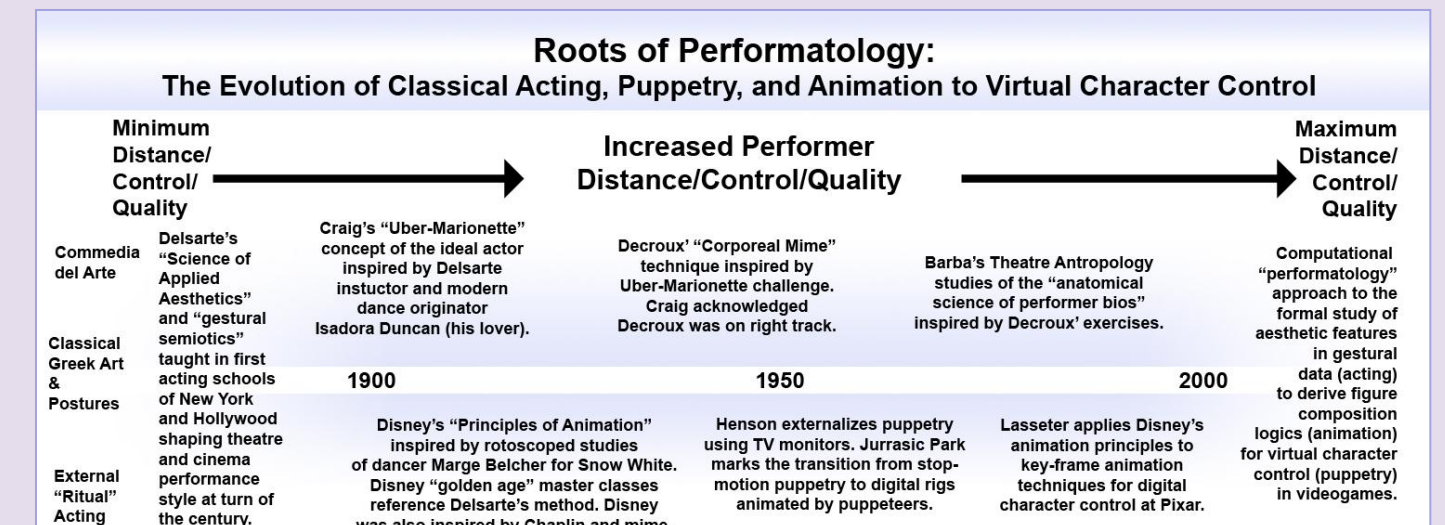 Roots of Performatology:
The Evolution of Classical Acting, Puppetry, and Animation to Virtual Character Control
Minimum
Distance/
Control/
Quality
Increased Performer
Distance/Control/Quality
Maximum
Distance/
Control/
Quality
Commedia
del Arte
Classical
Greek Art
&
Postures
External
“Ritual”
Acting
Delsarte’s
“Science of
Applied
Aesthetics”
and “gestural
semiotics”
taught in first
acting schools
of New York
and Hollywood
shaping theatre
and cinema
performance
style at turn of
the century.
Craig’s “Uber-Marionette”
concept of the ideal actor
inspired by Delsarte
instuctor and modern
dance originator
Isadora Duncan (his lover).
Decroux’ “Corporeal Mime”
technique inspired by
Uber-Marionette challenge.
Craig acknowledged
Decroux was on right track.
Barba’s Theatre Antropology
studies of the “anatomical
science of performer bios”
inspired by Decroux’ exercises.
Computational
“performatology”
approach to the
formal study of
aesthetic features
in gestural
data (acting)
to derive figure
composition
logics (animation)
for virtual character
control (puppetry)
in videogames.
1900
1950
2000
Disney’s “Principles of Animation”
inspired by rotoscoped studies
of dancer Marge Belcher for Snow White.
Disney “golden age” master classes
reference Delsarte’s method. Disney
was also inspired by Chaplin and mime
Henson externalizes puppetry
using TV monitors. Jurrasic Park
marks the transition from stop-
motion puppetry to digital rigs
animated by puppeteers.
Lasseter applies Disney’s
animation principles to
key-frame animation
techniques for digital
character control at Pixar.